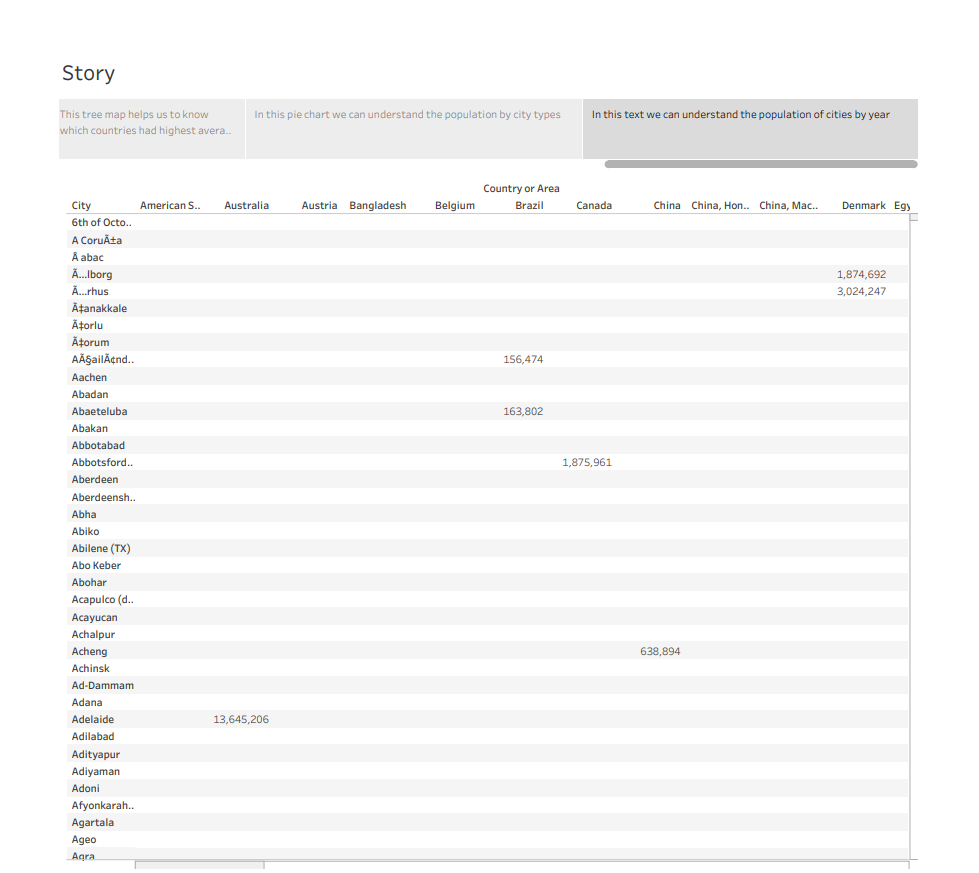 Story
This tree map helps us to know
which countries had highest avera..
In this pie chart we can understand the population by city types
In this text we can understand the population of cities by year
Country or Area
City American S.. Australia Austria Bangladesh Belgium Brazil Canada China China, Hon.. China, Mac.. Denmark Egy
6th of Octo..
A CoruÃ±a
Å abac
Ã…lborg 1,874,692
Ã…rhus 3,024,247
Ã‡anakkale
Ã‡orlu
Ã‡orum
AÃ§ailÃ¢nd.. 156,474
Aachen
Abadan
Abaeteluba 163,802
Abakan
Abbotabad
Abbotsford.. 1,875,961
Aberdeen
Aberdeensh..
Abha
Abiko
Abilene (TX)
Abo Keber
Abohar
Acapulco (d..
Acayucan
Achalpur
Acheng 638,894
Achinsk
Ad-Dammam
Adana
Adelaide 13,645,206
Adilabad
Adityapur
Adiyaman
Adoni
Afyonkarah..
Agartala
Ageo
Agra